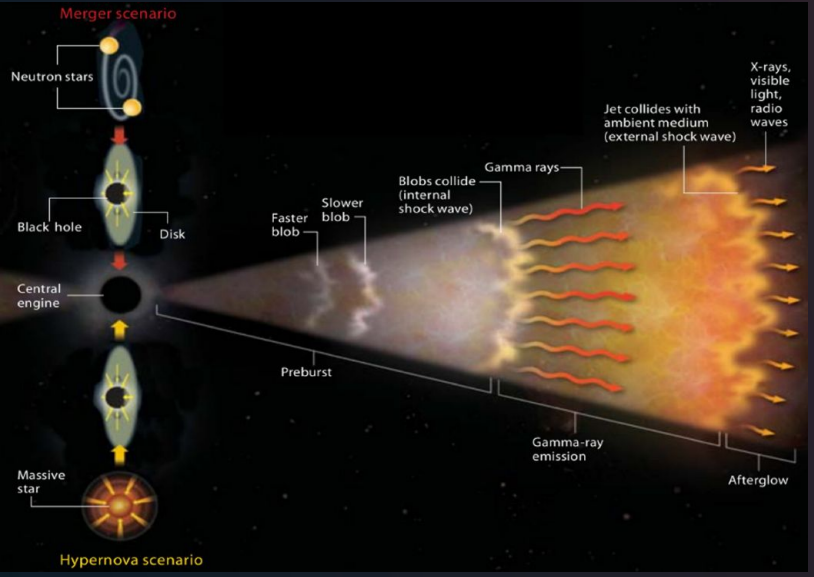 Merger scenario
Neutron stars
Black hole
Disk
Central
engine
Massive
star
Hypernova scenario
Faster
blob
Slower
blob
Preburst
Blobs collide
(internal
shock wave)
Gamma rays
Gamma-ray
emission
Jet collides with
ambient medium
(external shock wave)
X-rays,
visible
light,
radio
waves
Afterglow